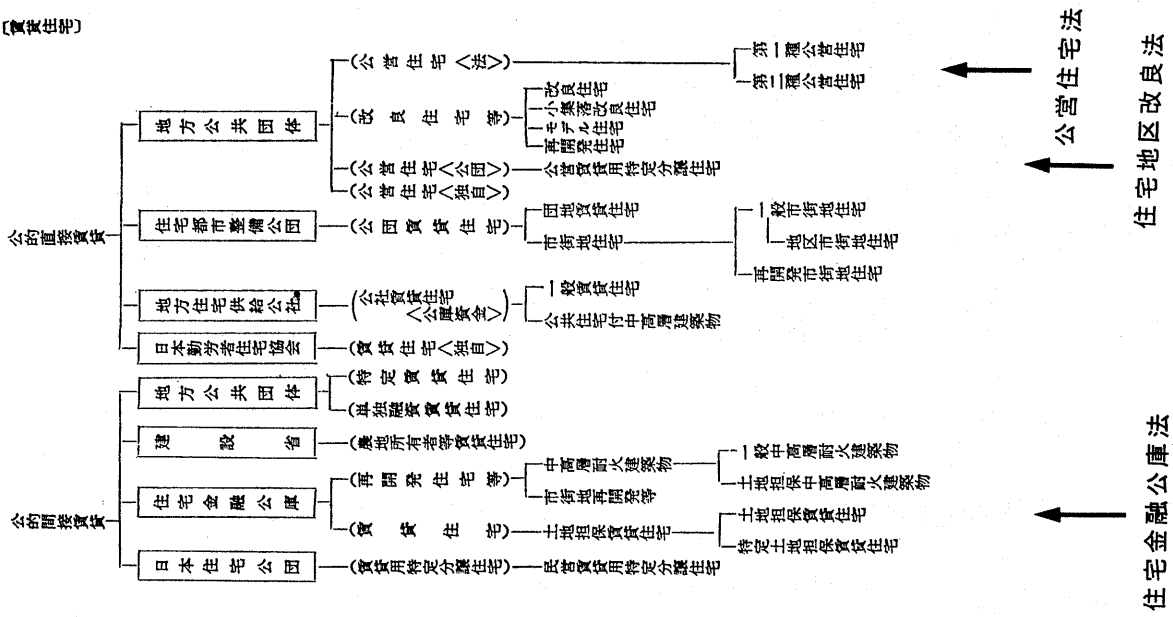 〔賃貸住宅〕
公的直接賃貸
地方公共団体
(公営住宅<法>)
第一種公営住宅
第二種公営住宅
(改良住宅等)
改良住宅
小集落改良住宅
モデル住宅
再開発住宅
(公営住宅<公団>)
公営賃貸用特定分譲住宅
(公営住宅<独自>)
住宅都市整備公団
(公団賃貸住宅)
団地賃貸住宅
市街地住宅
一般市街地住宅
地区市街地住宅
再開発市街地住宅
地方住宅供給公社
(公社賃貸住宅
<公庫資金>)
一般賃貸住宅
公共住宅付中高層建築物
日本勤労者住宅協会
(賃貸住宅<独自>)
公的間接賃貸
地方公共団体
(特定賃貸住宅)
(単独融資賃貸住宅)
建設省
(農地所有者等賃貸住宅)
住宅金融公庫
(再開発住宅等)
中高層耐火建築物
一般中高層耐火建築物
土地担保中高層耐火建築物
市街地再開発等
(賃貸住宅)
土地担保賃貸住宅
土地担保賃貸住宅
特定土地担保賃貸住宅
日本住宅公団
(賃貸用特定分譲住宅)
民営賃貸用特定分譲住宅
公営住宅法
住宅地区改良法
住宅金融公庫法